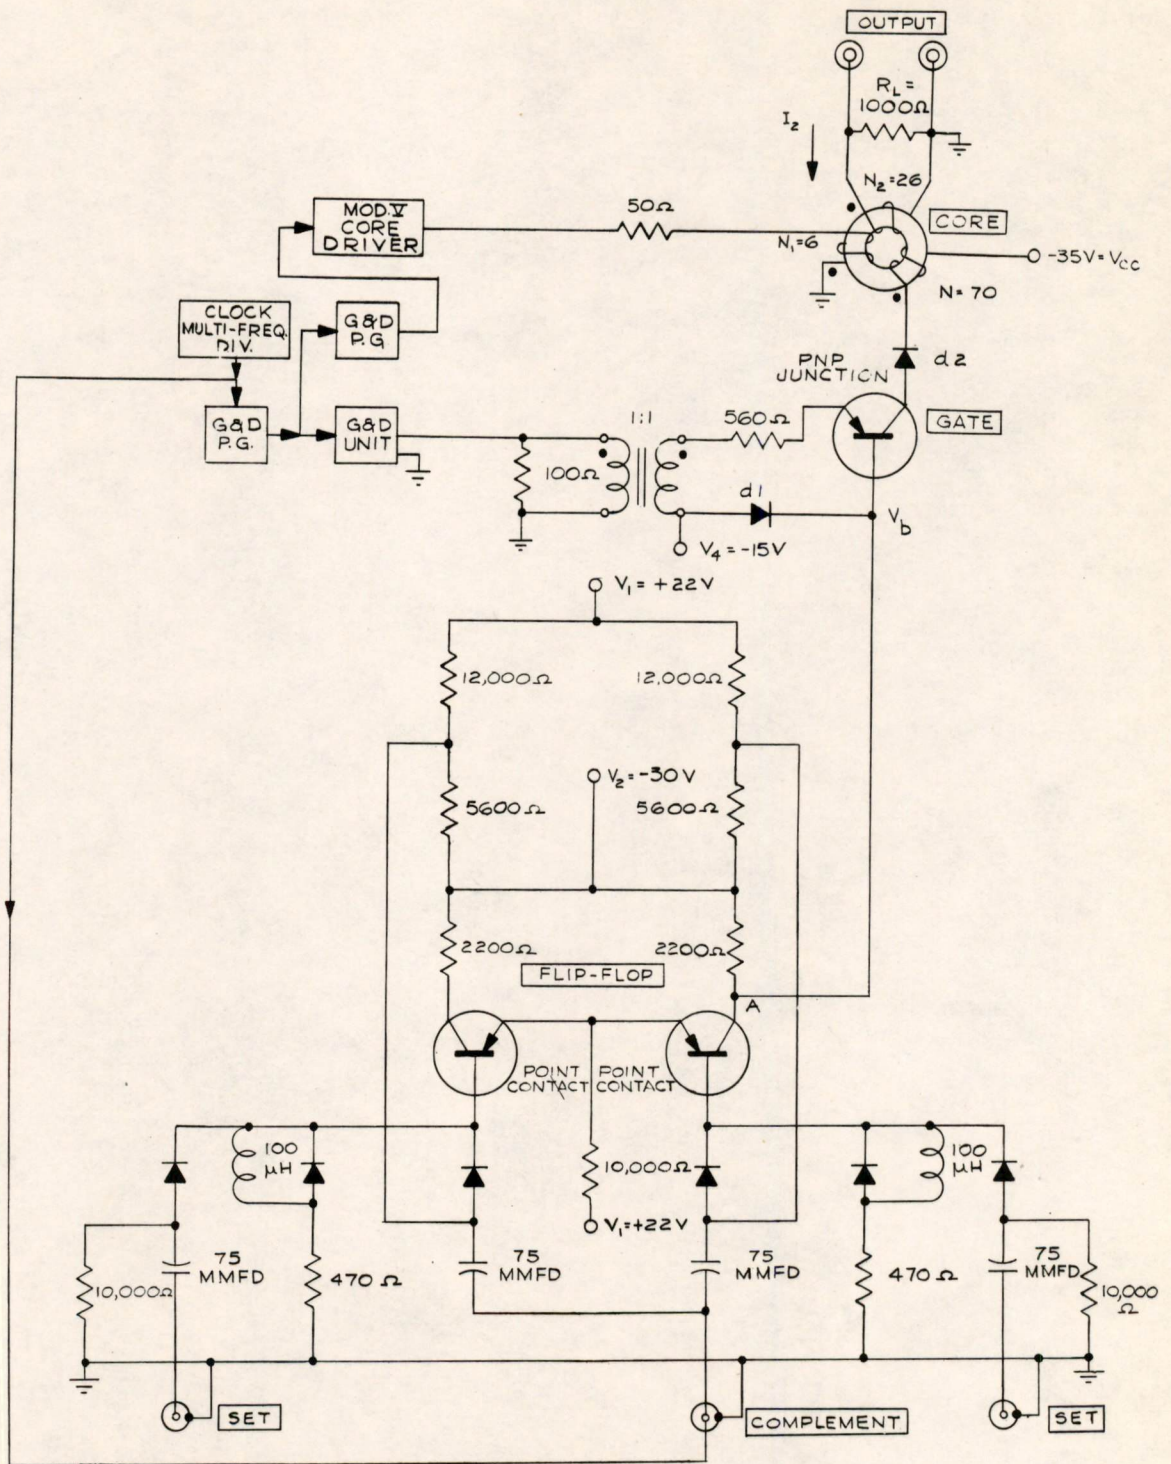 OUTPUT
R_L =
1000Ω
I₂
N₂=26
MOD. V
CORE
DRIVER
50Ω
CORE
N₁=6
-35V=V_CC
N=70
CLOCK
MULTI-FREQ.
DIV.
G&D
P.G
PNP
JUNCTION
d2
G&D
P.G.
G&D
UNIT
1:1
560Ω
GATE
100Ω
d1
V_b
V₄=-15V
V₁=+22V
12,000Ω
12,000Ω
V₂=-30V
5600Ω
5600Ω
2200Ω
2200Ω
FLIP-FLOP
A
POINT
CONTACT
POINT
CONTACT
100
μH
10,000Ω
100
μH
V₁=+22V
75
MMFD
75
MMFD
75
MMFD
75
MMFD
10,000Ω
470Ω
470Ω
10,000
Ω
SET
COMPLEMENT
SET